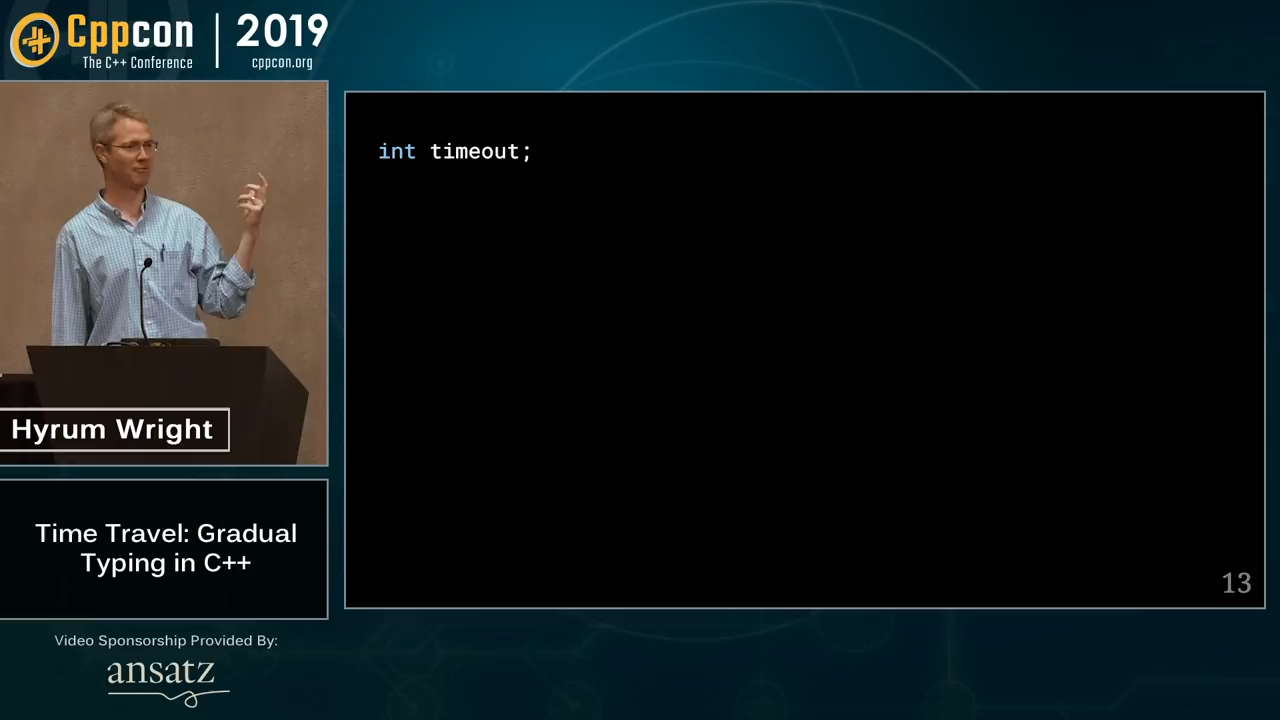 Cppcon
The C++ Conference
2019
cppcon.org
int timeout;
Hyrum Wright
Time Travel: Gradual
Typing in C++
13
Video Sponsorship Provided By:
ansatz